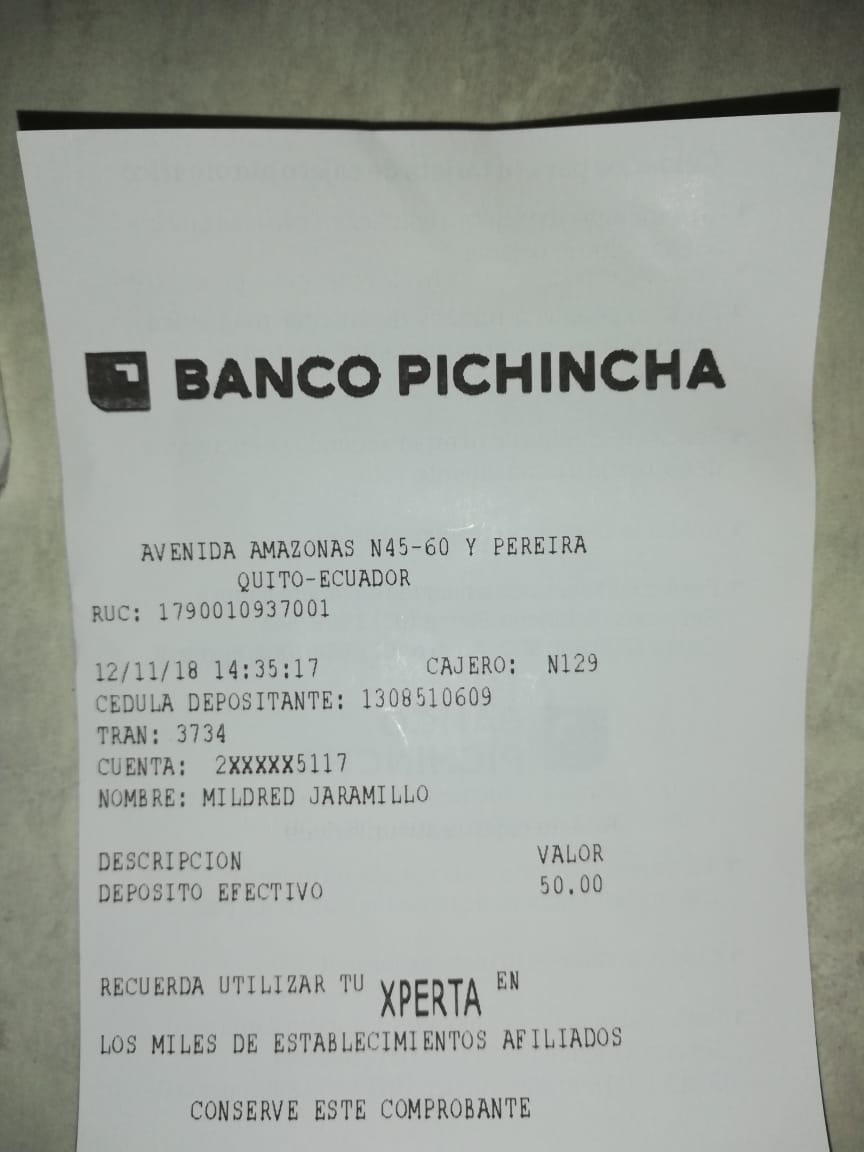 BANCO PICHINCHA
AVENIDA AMAZONAS N45-60 Y PEREIRA
QUITO-ECUADOR
RUC: 1790010937001
12/11/18 14:35:17 CAJERO: N129
CEDULA DEPOSITANTE: 1308510609
TRAN: 3734
CUENTA: 2XXXXX5117
NOMBRE: MILDRED JARAMILLO
DESCRIPCION VALOR
DEPOSITO EFECTIVO 50.00
RECUERDA UTILIZAR TU XPERTA EN
LOS MILES DE ESTABLECIMIENTOS AFILIADOS
CONSERVE ESTE COMPROBANTE